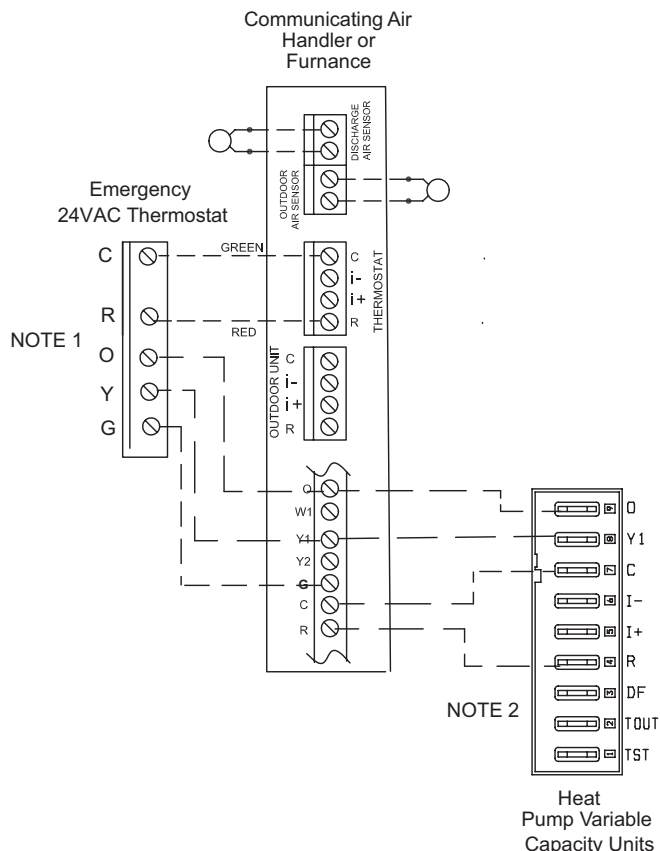 Communicating Air
Handler or
Furnance
DISCHARGE
AIR SENSOR
OUTDOOR
AIR SENSOR
Emergency
24VAC Thermostat
C
R
O
Y
G
NOTE 1
GREEN
RED
C
i-
i+
R
THERMOSTAT
OUTDOOR UNIT
C
i-
i+
R
O
W1
Y1
Y2
G
C
R
NOTE 2
9 O
8 Y1
7 C
6 I-
5 I+
4 R
3 DF
2 TOUT
1 TST
Heat
Pump Variable
Capacity Units